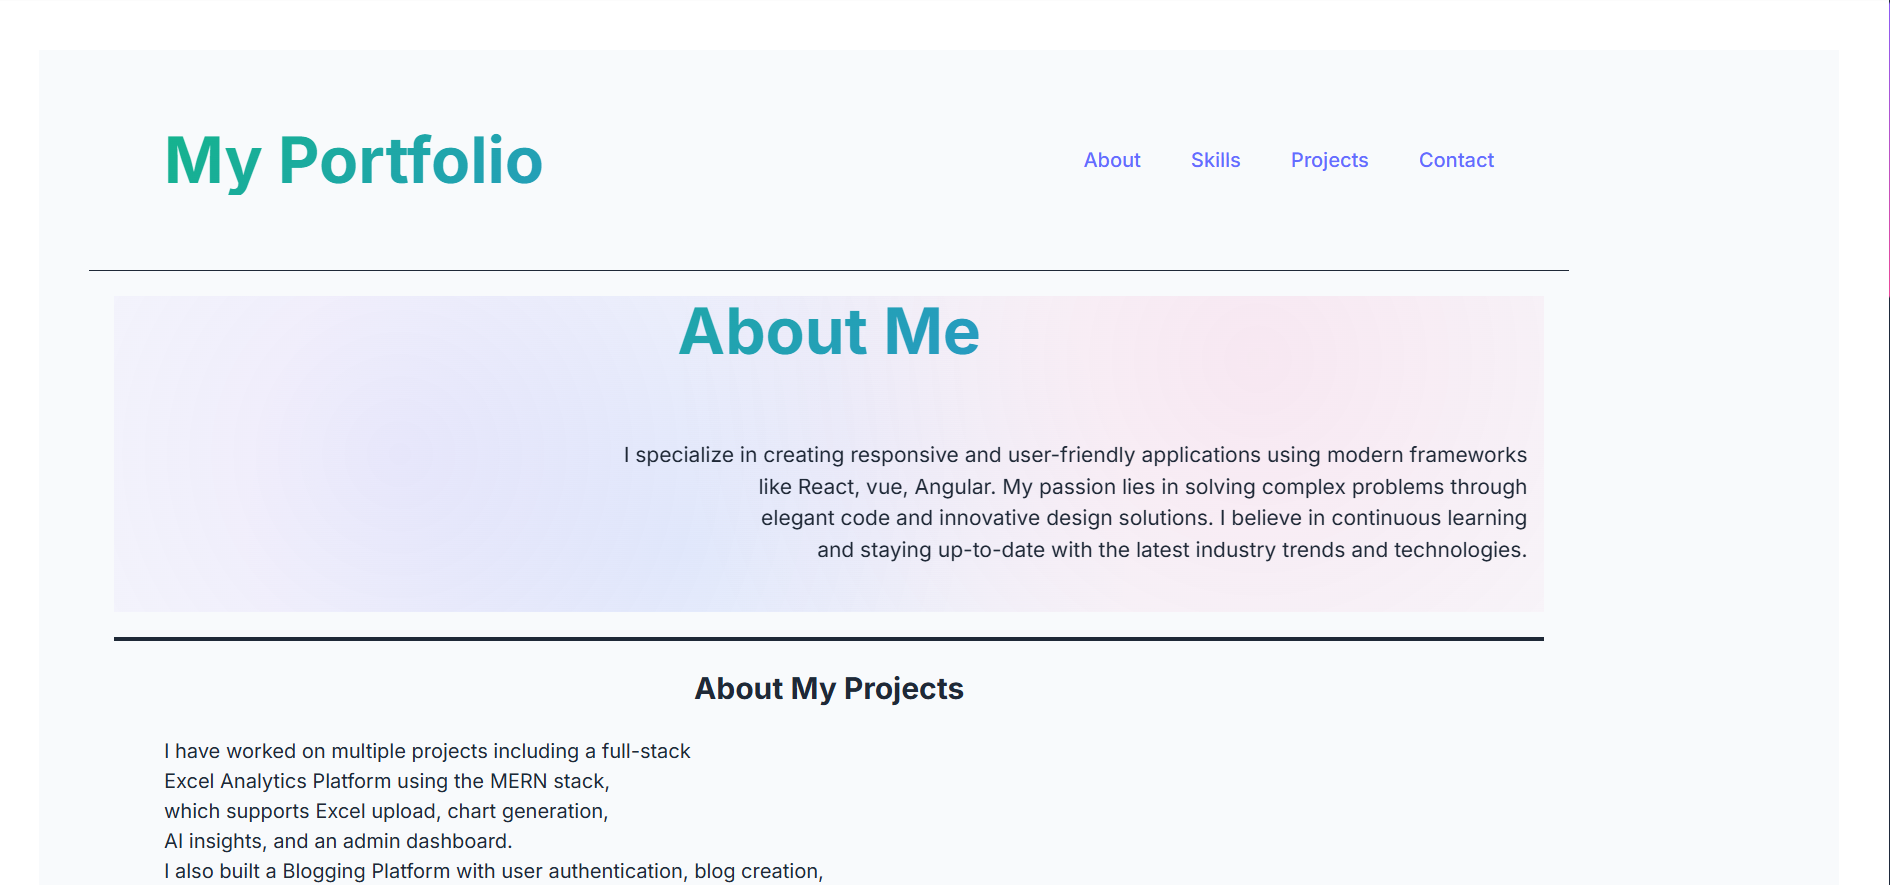 My Portfolio
About
Skills
Projects
Contact
About Me
I specialize in creating responsive and user-friendly applications using modern frameworks
like React, vue, Angular. My passion lies in solving complex problems through
elegant code and innovative design solutions. I believe in continuous learning
and staying up-to-date with the latest industry trends and technologies.
About My Projects
I have worked on multiple projects including a full-stack
Excel Analytics Platform using the MERN stack,
which supports Excel upload, chart generation,
AI insights, and an admin dashboard.
I also built a Blogging Platform with user authentication, blog creation,